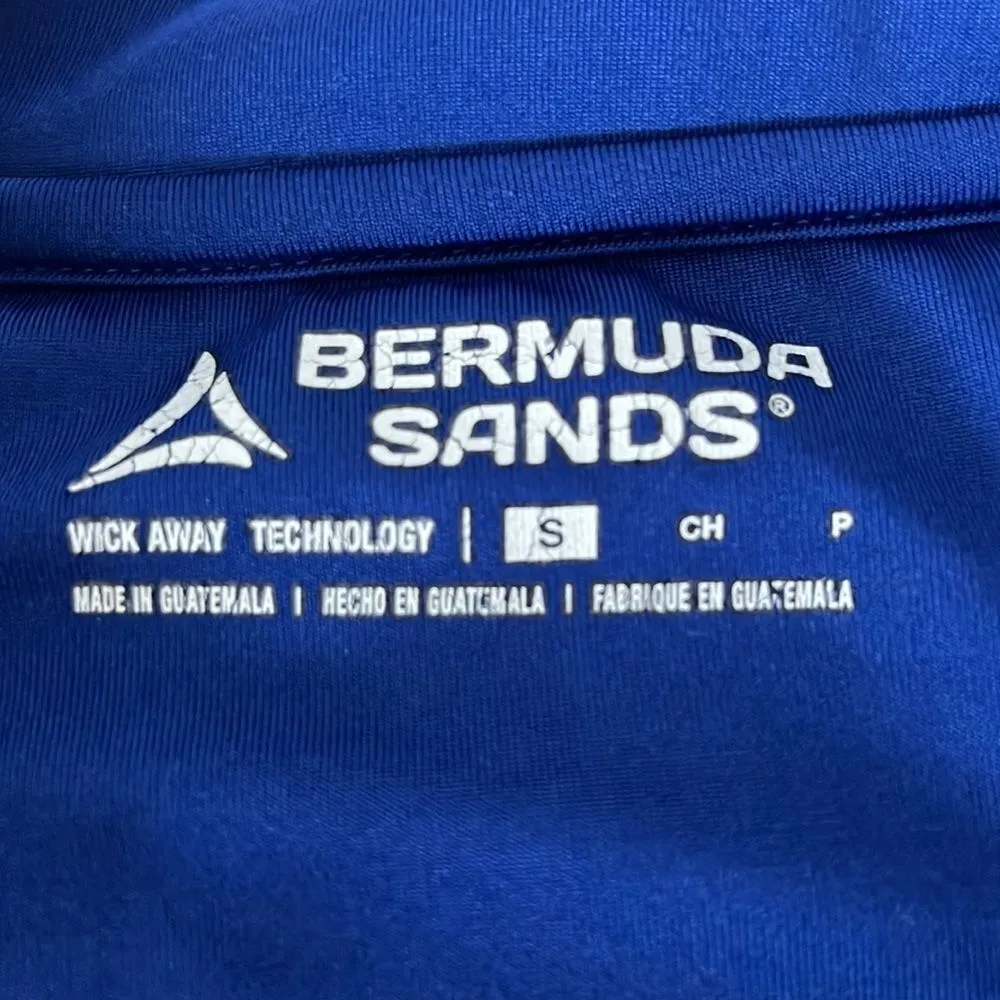 BERMUDA
SANDS®
WICK AWAY TECHNOLOGY | S CH P
MADE IN GUATEMALA | HECHO EN GUATEMALA | FABRIQUE EN GUATEMALA